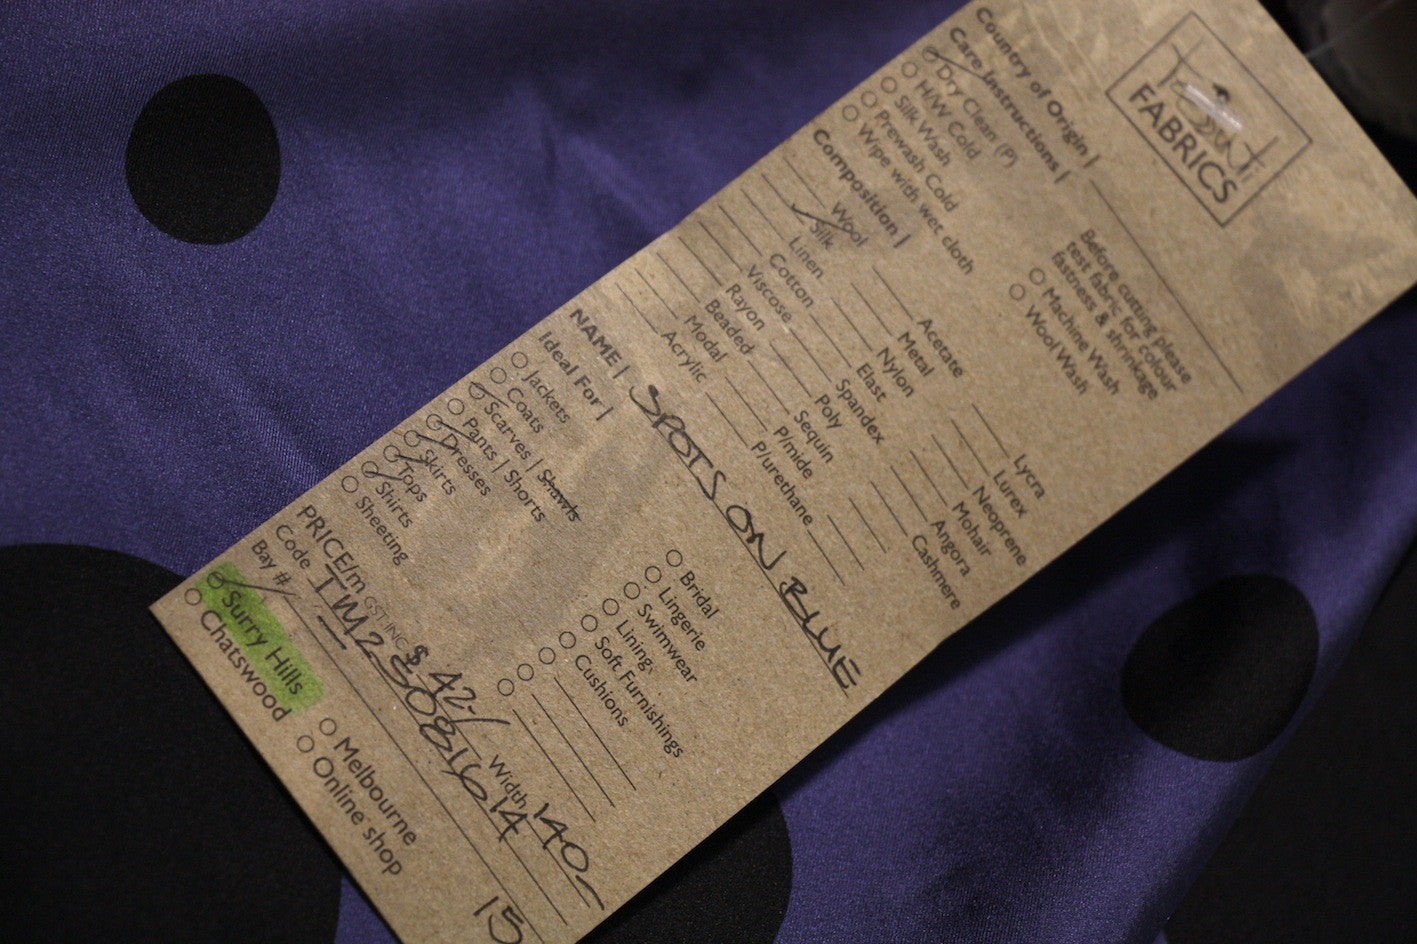 Tessuti
FABRICS
Country of Origin |
Care Instructions |
Dry Clean (P)
H/W Cold
Silk Wash
Prewash Cold
Wipe with wet cloth
Before cutting please
test fabric for colour
fastness & shrinkage
Machine Wash
Wool Wash
Composition |
Wool
Silk
Linen
Cotton
Viscose
Rayon
Beaded
Modal
Acrylic
Acetate
Metal
Nylon
Elast
Spandex
Poly
Sequin
P/mide
P/urethane
Lycra
Lurex
Neoprene
Mohair
Angora
Cashmere
NAME | SPOTS ON BLUE
Ideal For |
Jackets
Coats
Scarves | Shawls
Pants | Shorts
Dresses
Skirts
Tops
Shirts
Sheeting
Bridal
Lingerie
Swimwear
Lining
Soft Furnishings
Cushions
PRICE/m GST INC $ 42.- Width 140-
Code TM230811614
Bay # 15
Surry Hills
Chatswood
Melbourne
Online shop